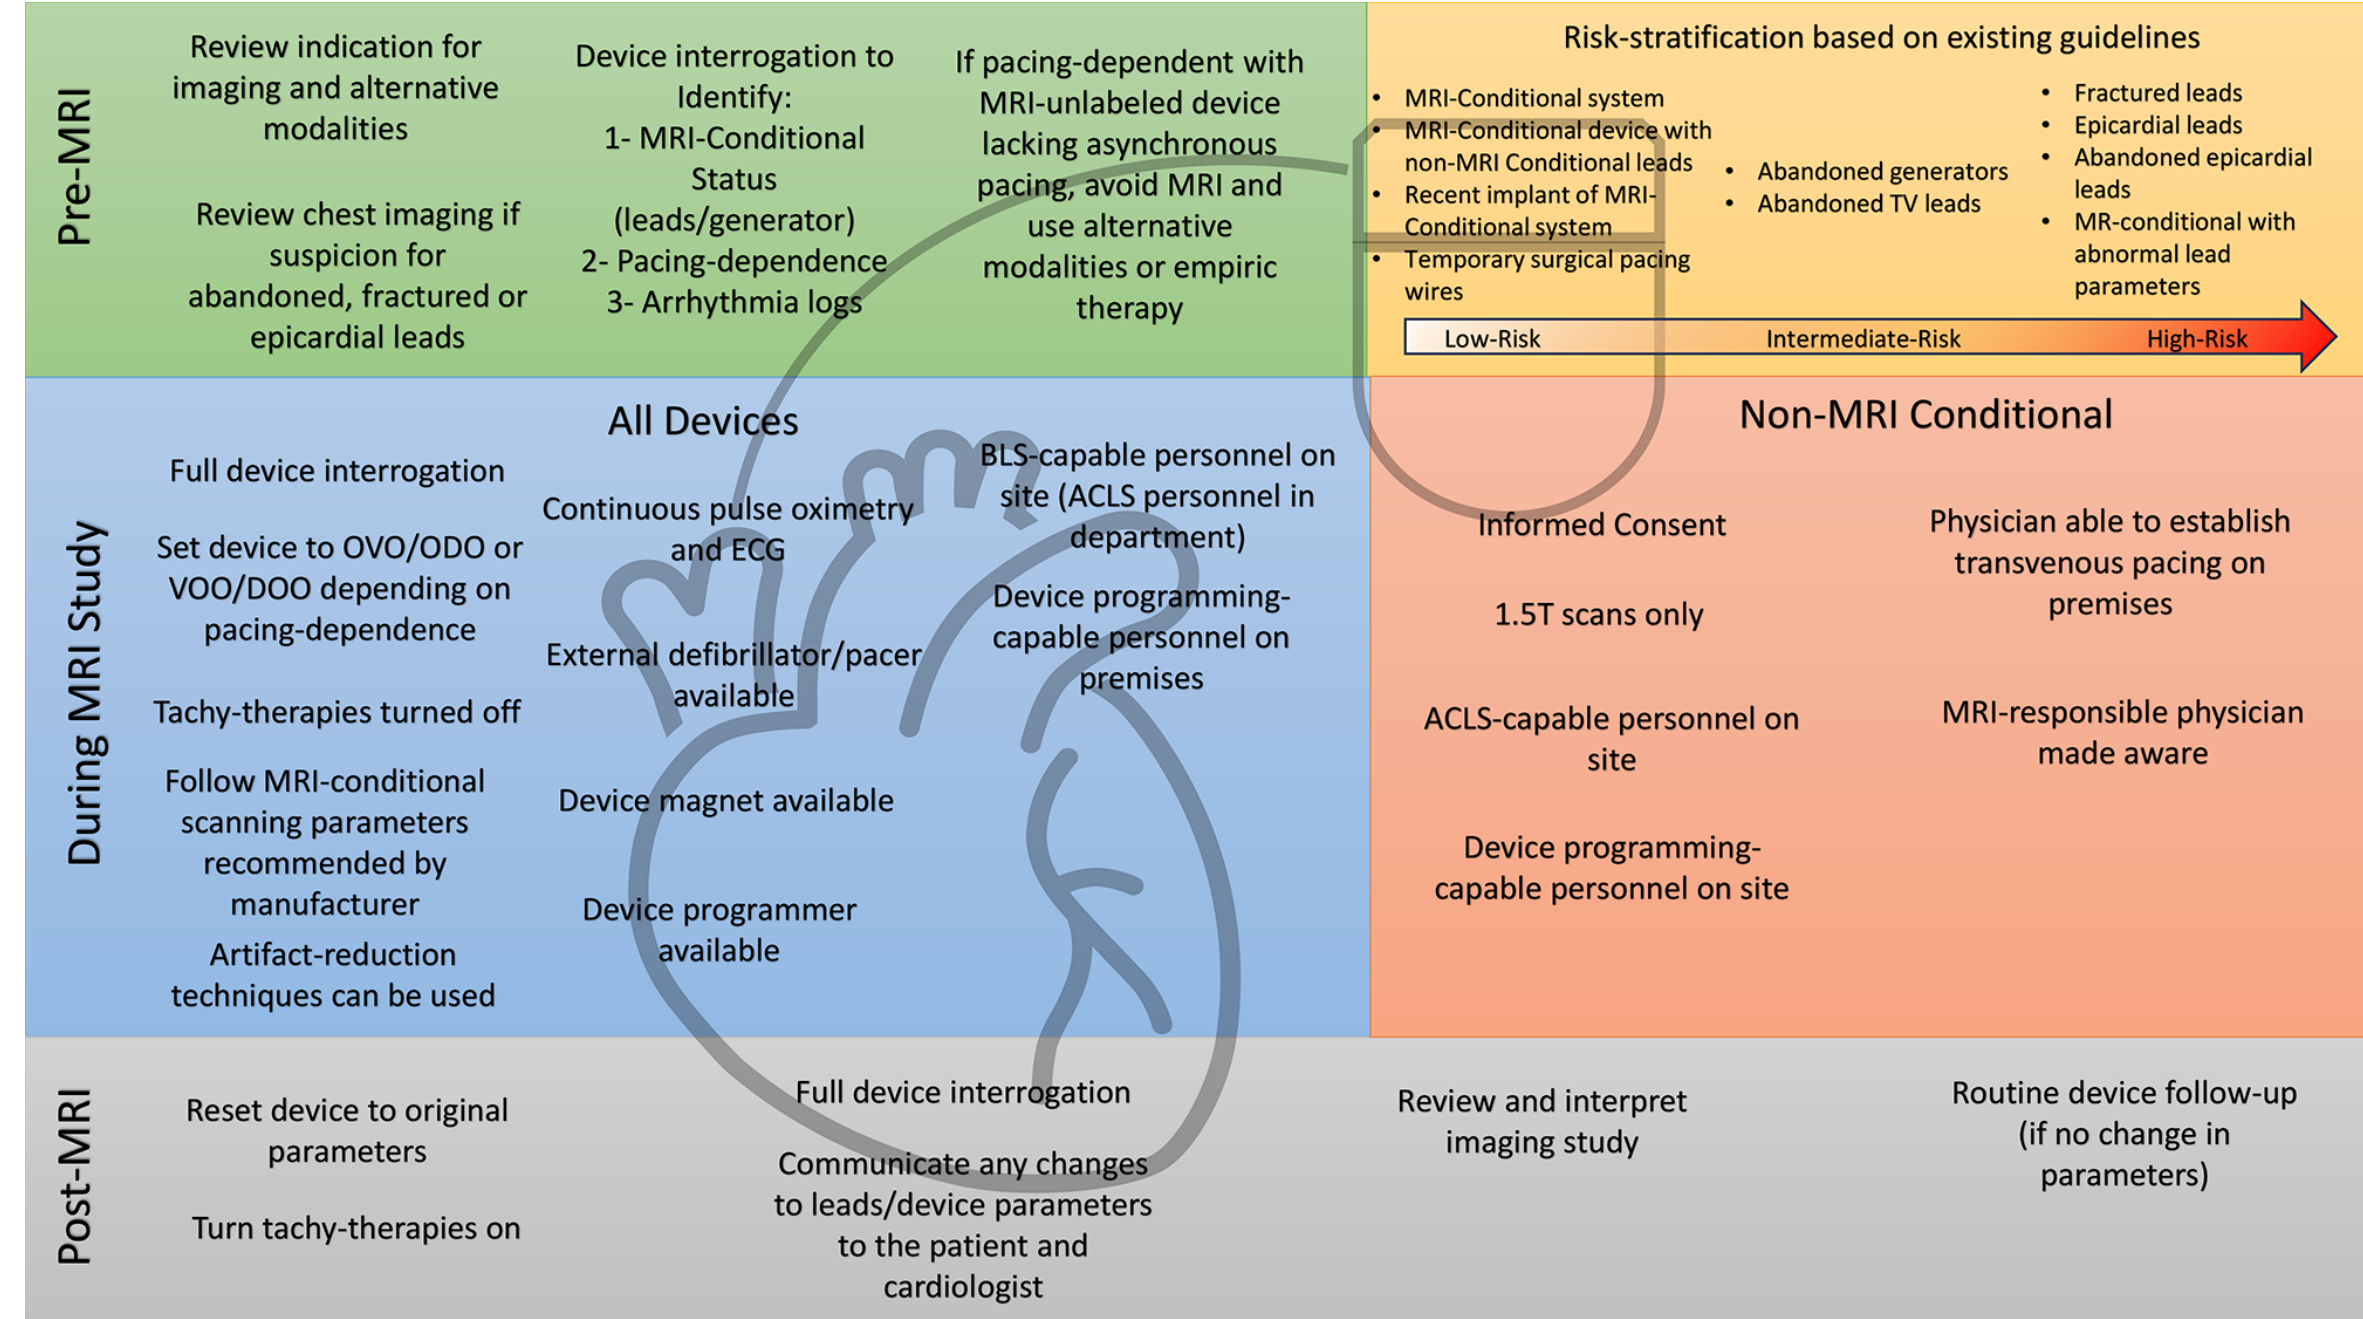 Pre-MRI
Review indication for
imaging and alternative
modalities
Review chest imaging if
suspicion for
abandoned, fractured or
epicardial leads
Device interrogation to
Identify:
1- MRI-Conditional
Status
(leads/generator)
2- Pacing-dependence
3- Arrhythmia logs
If pacing-dependent with
MRI-unlabeled device
lacking asynchronous
pacing, avoid MRI and
use alternative
modalities or empiric
therapy
Risk-stratification based on existing guidelines
• MRI-Conditional system
• MRI-Conditional device with
non-MRI Conditional leads
• Recent implant of MRI-
Conditional system
• Temporary surgical pacing
wires
• Abandoned generators
• Abandoned TV leads
• Fractured leads
• Epicardial leads
• Abandoned epicardial
leads
• MR-conditional with
abnormal lead
parameters
Low-Risk
Intermediate-Risk
High-Risk
During MRI Study
All Devices
Full device interrogation
Set device to OVO/ODO or
VOO/DOO depending on
pacing-dependence
Tachy-therapies turned off
Follow MRI-conditional
scanning parameters
recommended by
manufacturer
Artifact-reduction
techniques can be used
Continuous pulse oximetry
and ECG
External defibrillator/pacer
available
Device magnet available
Device programmer
available
BLS-capable personnel on
site (ACLS personnel in
department)
Device programming-
capable personnel on
premises
Non-MRI Conditional
Informed Consent
1.5T scans only
ACLS-capable personnel on
site
Device programming-
capable personnel on site
Physician able to establish
transvenous pacing on
premises
MRI-responsible physician
made aware
Post-MRI
Reset device to original
parameters
Turn tachy-therapies on
Full device interrogation
Communicate any changes
to leads/device parameters
to the patient and
cardiologist
Review and interpret
imaging study
Routine device follow-up
(if no change in
parameters)